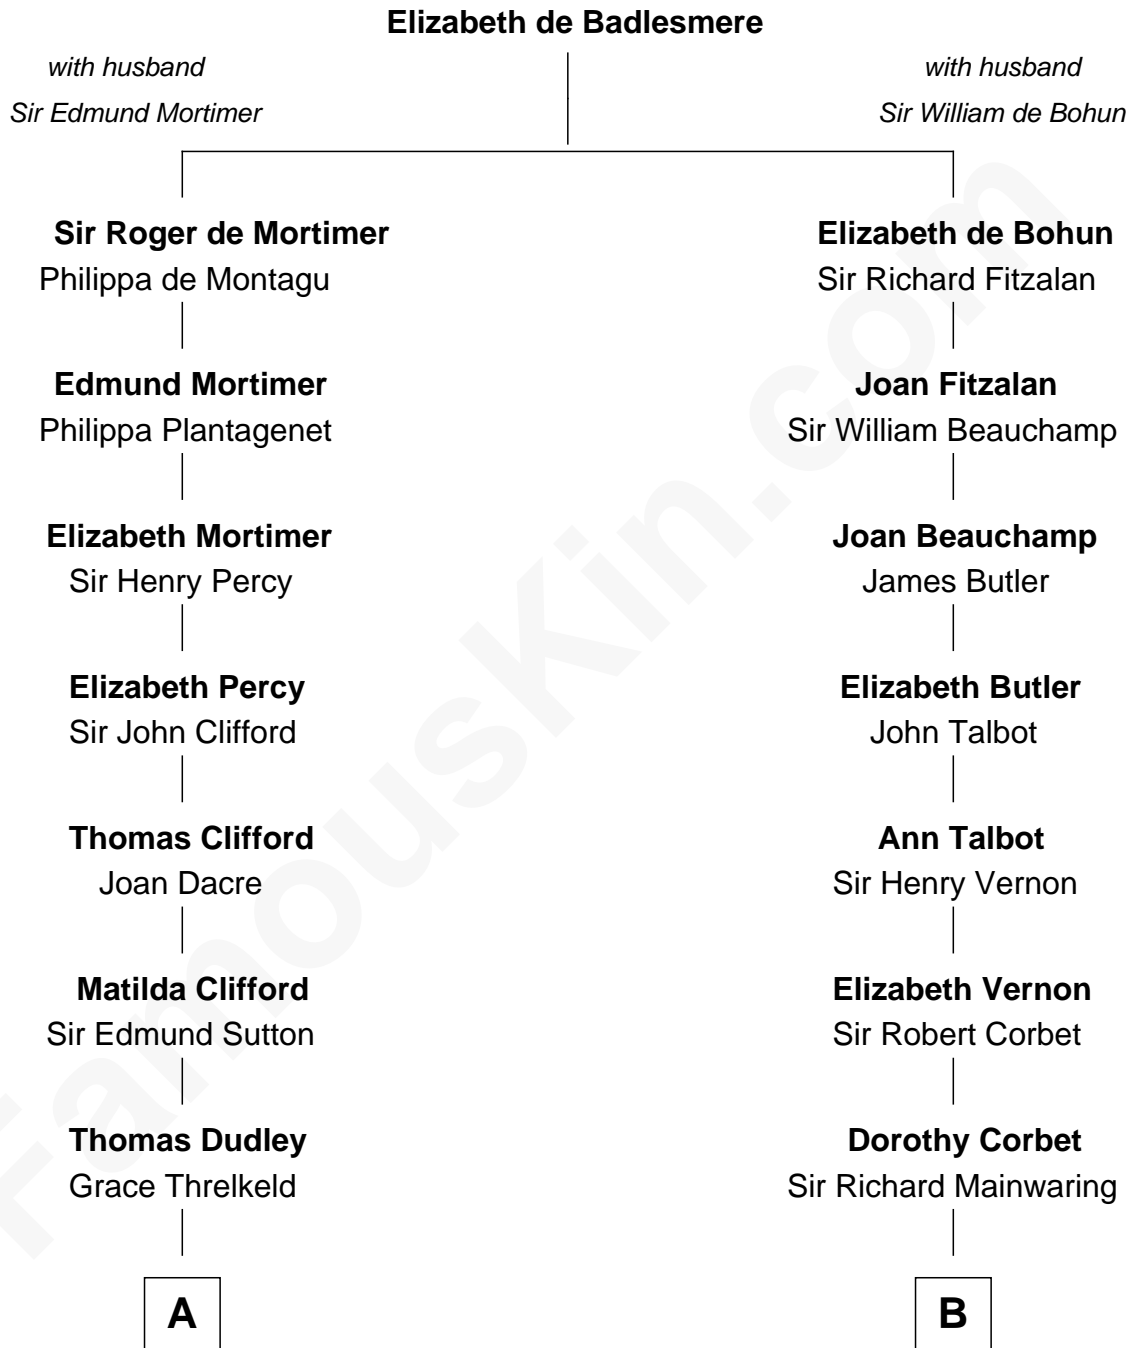 Elizabeth de Badlesmere
with husband
Sir Edmund Mortimer
with husband
Sir William de Bohun
Sir Roger de Mortimer
Philippa de Montagu
Elizabeth de Bohun
Sir Richard Fitzalan
Edmund Mortimer
Philippa Plantagenet
Joan Fitzalan
Sir William Beauchamp
Elizabeth Mortimer
Sir Henry Percy
Joan Beauchamp
James Butler
Elizabeth Percy
Sir John Clifford
Elizabeth Butler
John Talbot
Thomas Clifford
Joan Dacre
Ann Talbot
Sir Henry Vernon
Matilda Clifford
Sir Edmund Sutton
Elizabeth Vernon
Sir Robert Corbet
Thomas Dudley
Grace Threlkeld
Dorothy Corbet
Sir Richard Mainwaring
A
B
FamousKin.com